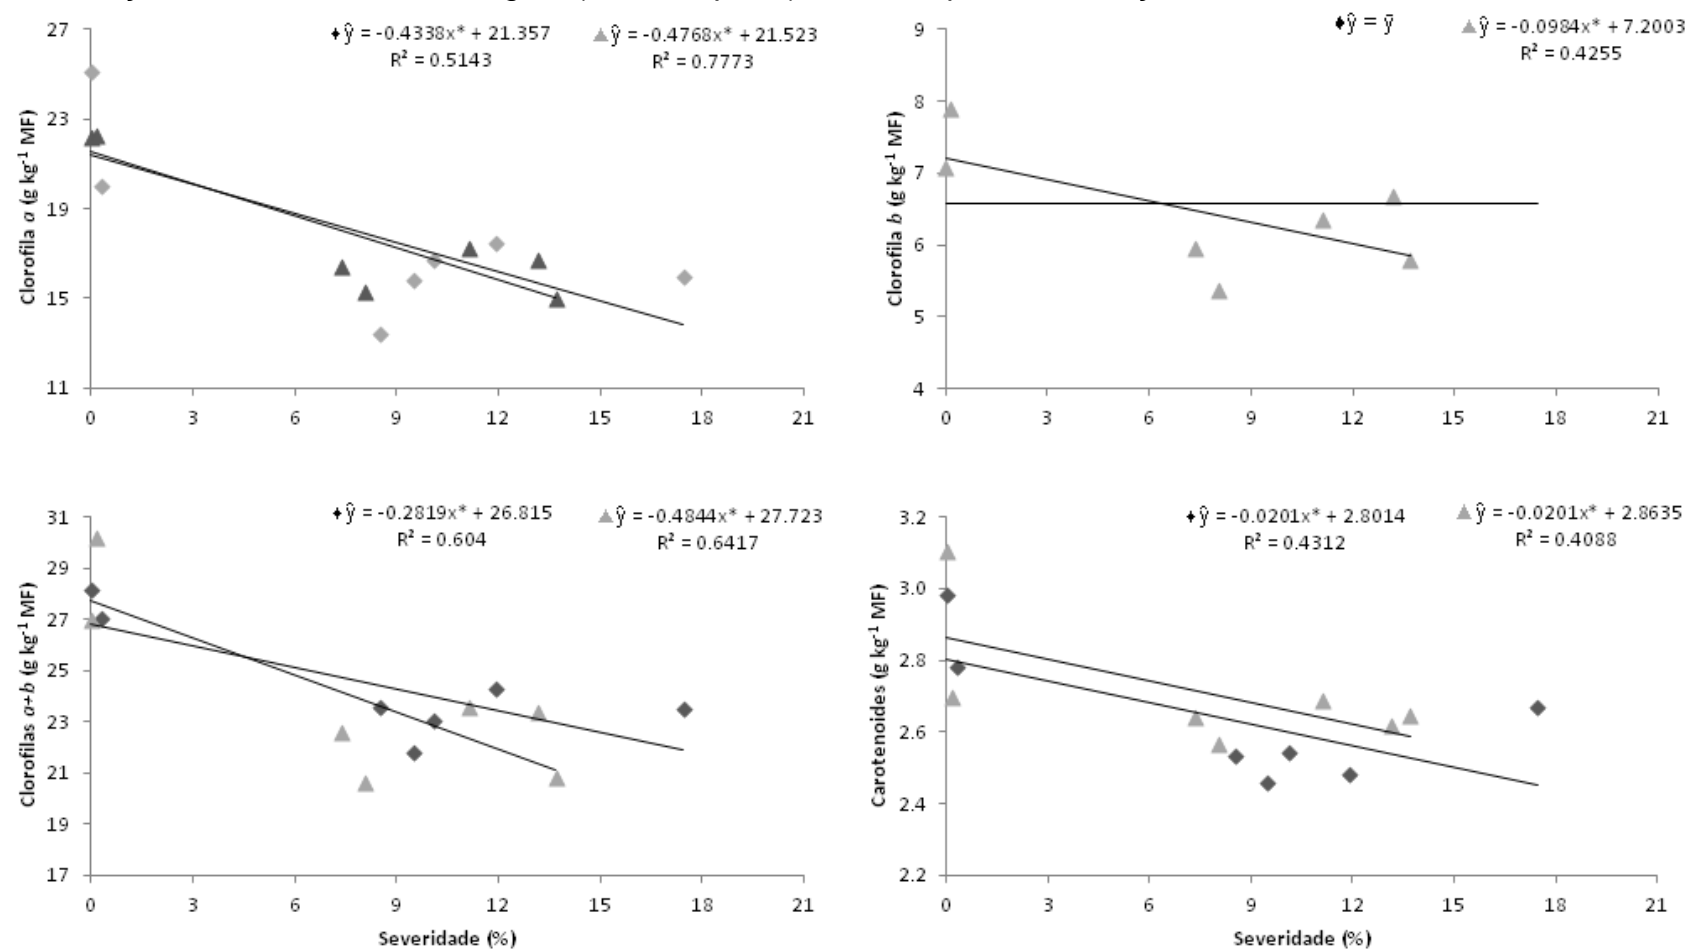 ♦ŷ = -0.4338x* + 21.357
R² = 0.5143
▲ŷ = -0.4768x* + 21.523
R² = 0.7773
27
23
19
15
11
Clorofila a (g kg⁻¹ MF)
0 3 6 9 12 15 18 21
♦ŷ = ȳ
▲ŷ = -0.0984x* + 7.2003
R² = 0.4255
9
8
7
6
5
4
Clorofila b (g kg⁻¹ MF)
0 3 6 9 12 15 18 21
♦ŷ = -0.2819x* + 26.815
R² = 0.604
▲ŷ = -0.4844x* + 27.723
R² = 0.6417
31
29
27
25
23
21
19
17
Clorofilas a+b (g kg⁻¹ MF)
0 3 6 9 12 15 18 21
Severidade (%)
♦ŷ = -0.0201x* + 2.8014
R² = 0.4312
▲ŷ = -0.0201x* + 2.8635
R² = 0.4088
3.2
3.0
2.8
2.6
2.4
2.2
Carotenoides (g kg⁻¹ MF)
0 3 6 9 12 15 18 21
Severidade (%)